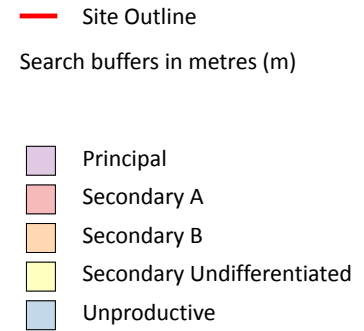 Site Outline
Search buffers in metres (m)
Principal
Secondary A
Secondary B
Secondary Undifferentiated
Unproductive